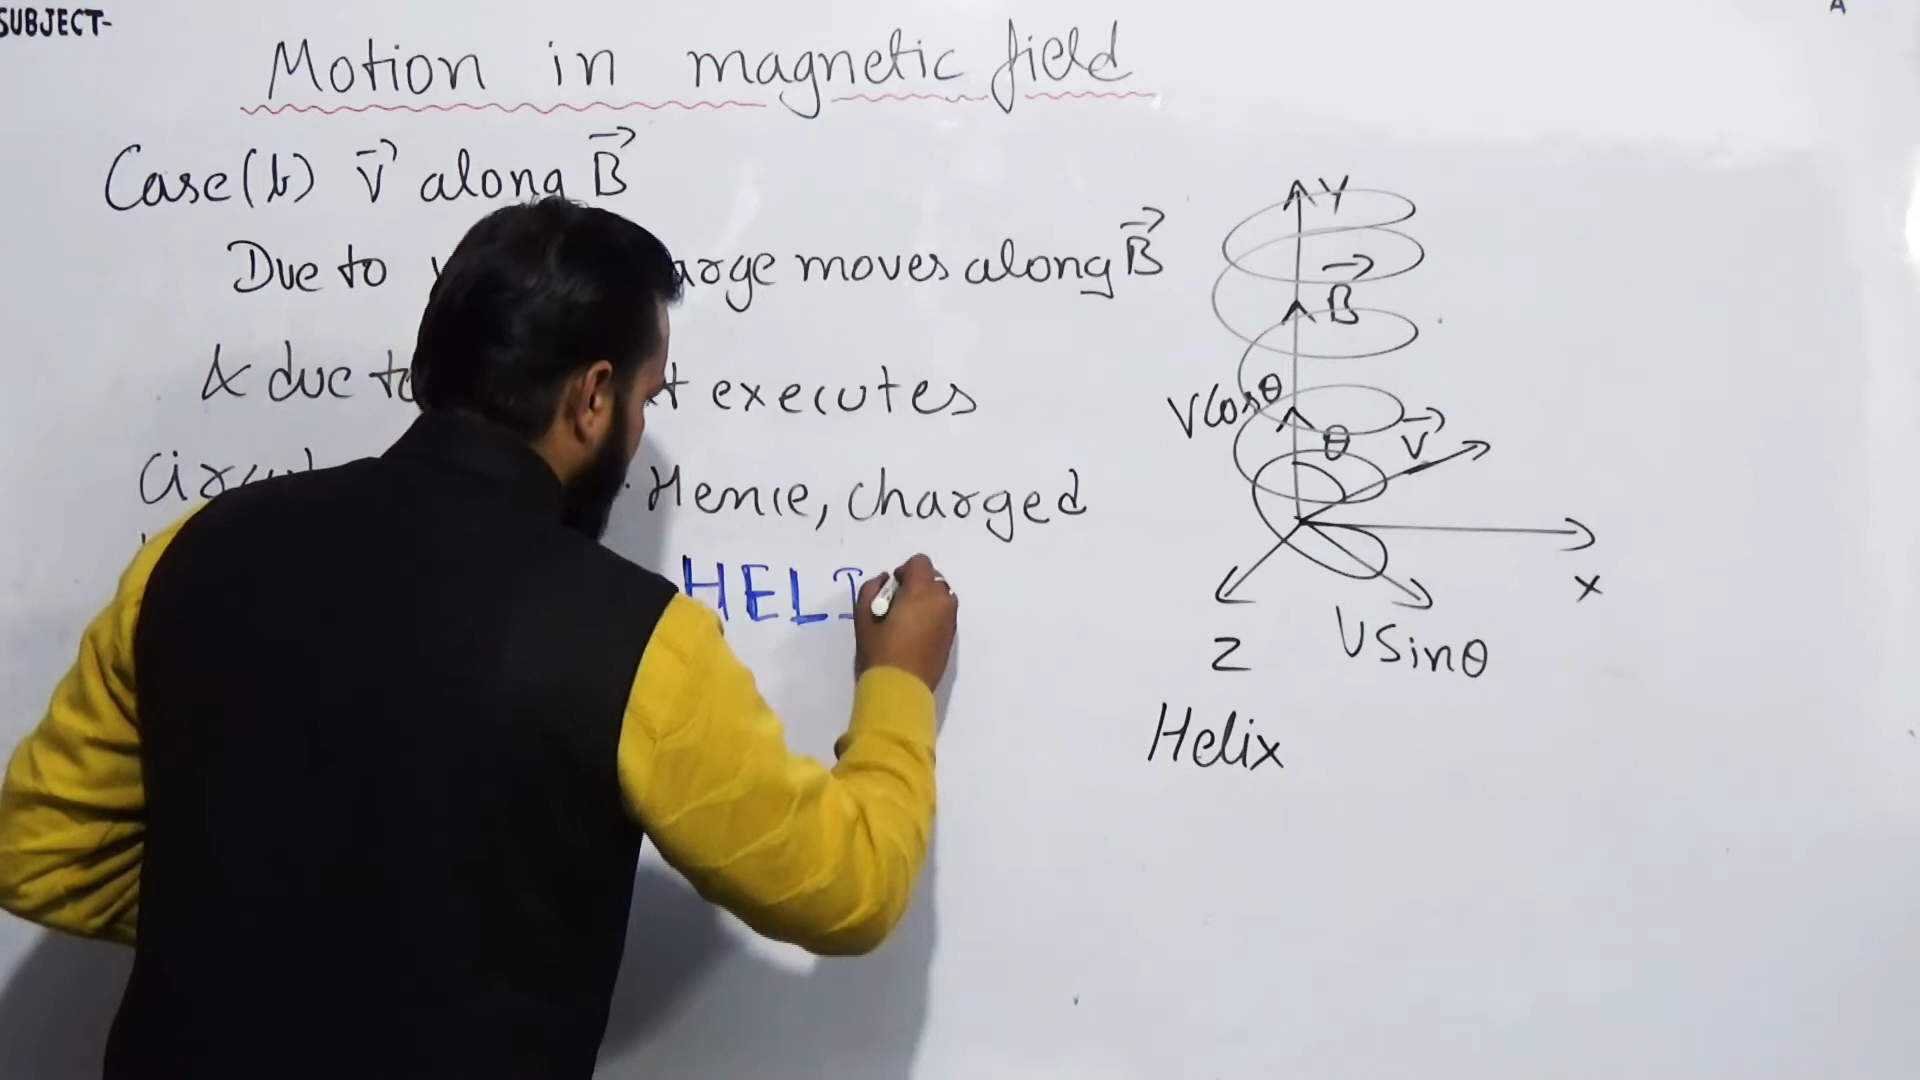 SUBJECT-
A
Motion in magnetic field
Case(b) V⃗ along B⃗
Due to arge moves along B⃗
& due to t executes
Hence, charged
HELI
Y
B⃗
Vcosθ
θ
V⃗
X
Z
VSinθ
Helix